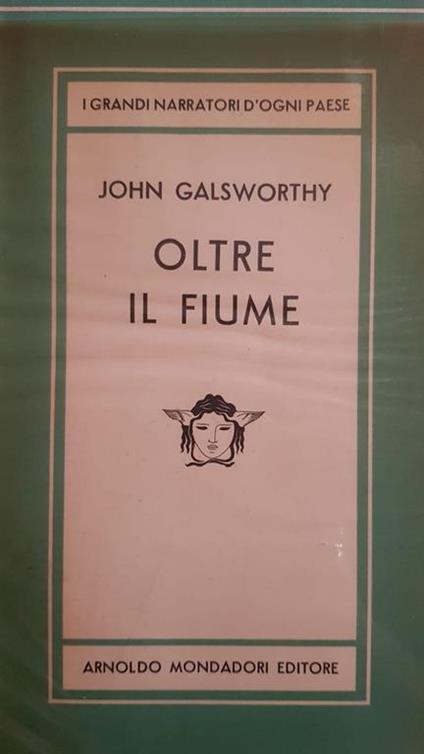 I GRANDI NARRATORI D'OGNI PAESE
JOHN GALSWORTHY
OLTRE
IL FIUME
ARNOLDO MONDADORI EDITORE